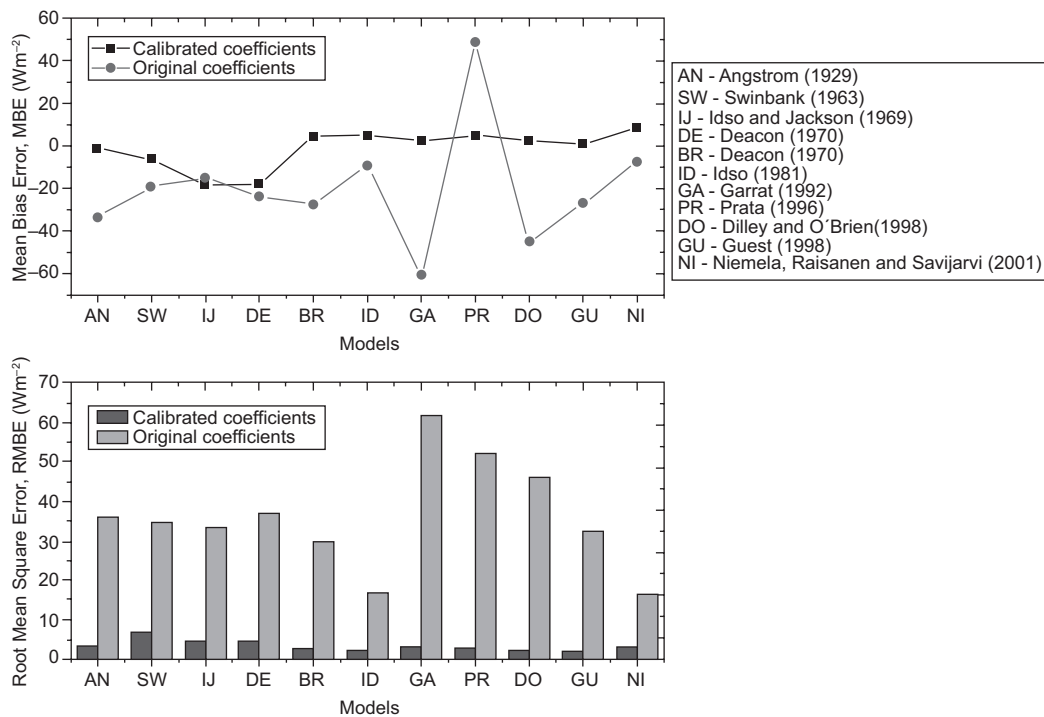 60
40
20
0
−20
−40
−60
Mean Bias Error, MBE (Wm−2)
Calibrated coefficients
Original coefficients
AN SW IJ DE BR ID GA PR DO GU NI
Models
AN - Angstrom (1929)
SW - Swinbank (1963)
IJ - Idso and Jackson (1969)
DE - Deacon (1970)
BR - Deacon (1970)
ID - Idso (1981)
GA - Garrat (1992)
PR - Prata (1996)
DO - Dilley and O´Brien(1998)
GU - Guest (1998)
NI - Niemela, Raisanen and Savijarvi (2001)
70
60
50
40
30
20
10
0
Root Mean Square Error, RMBE (Wm−2)
Calibrated coefficients
Original coefficients
AN SW IJ DE BR ID GA PR DO GU NI
Models